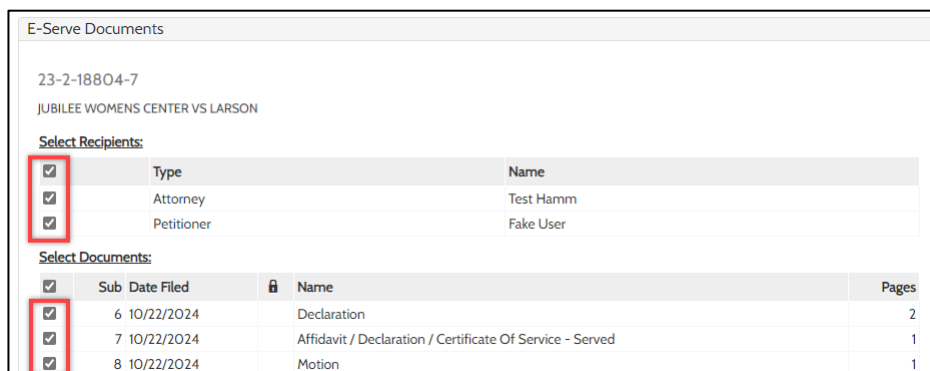 E-Serve Documents
23-2-18804-7
JUBILEE WOMENS CENTER VS LARSON
Select Recipients:
Type Name
Attorney Test Hamm
Petitioner Fake User
Select Documents:
Sub Date Filed Name Pages
6 10/22/2024 Declaration 2
7 10/22/2024 Affidavit / Declaration / Certificate Of Service - Served 1
8 10/22/2024 Motion 1